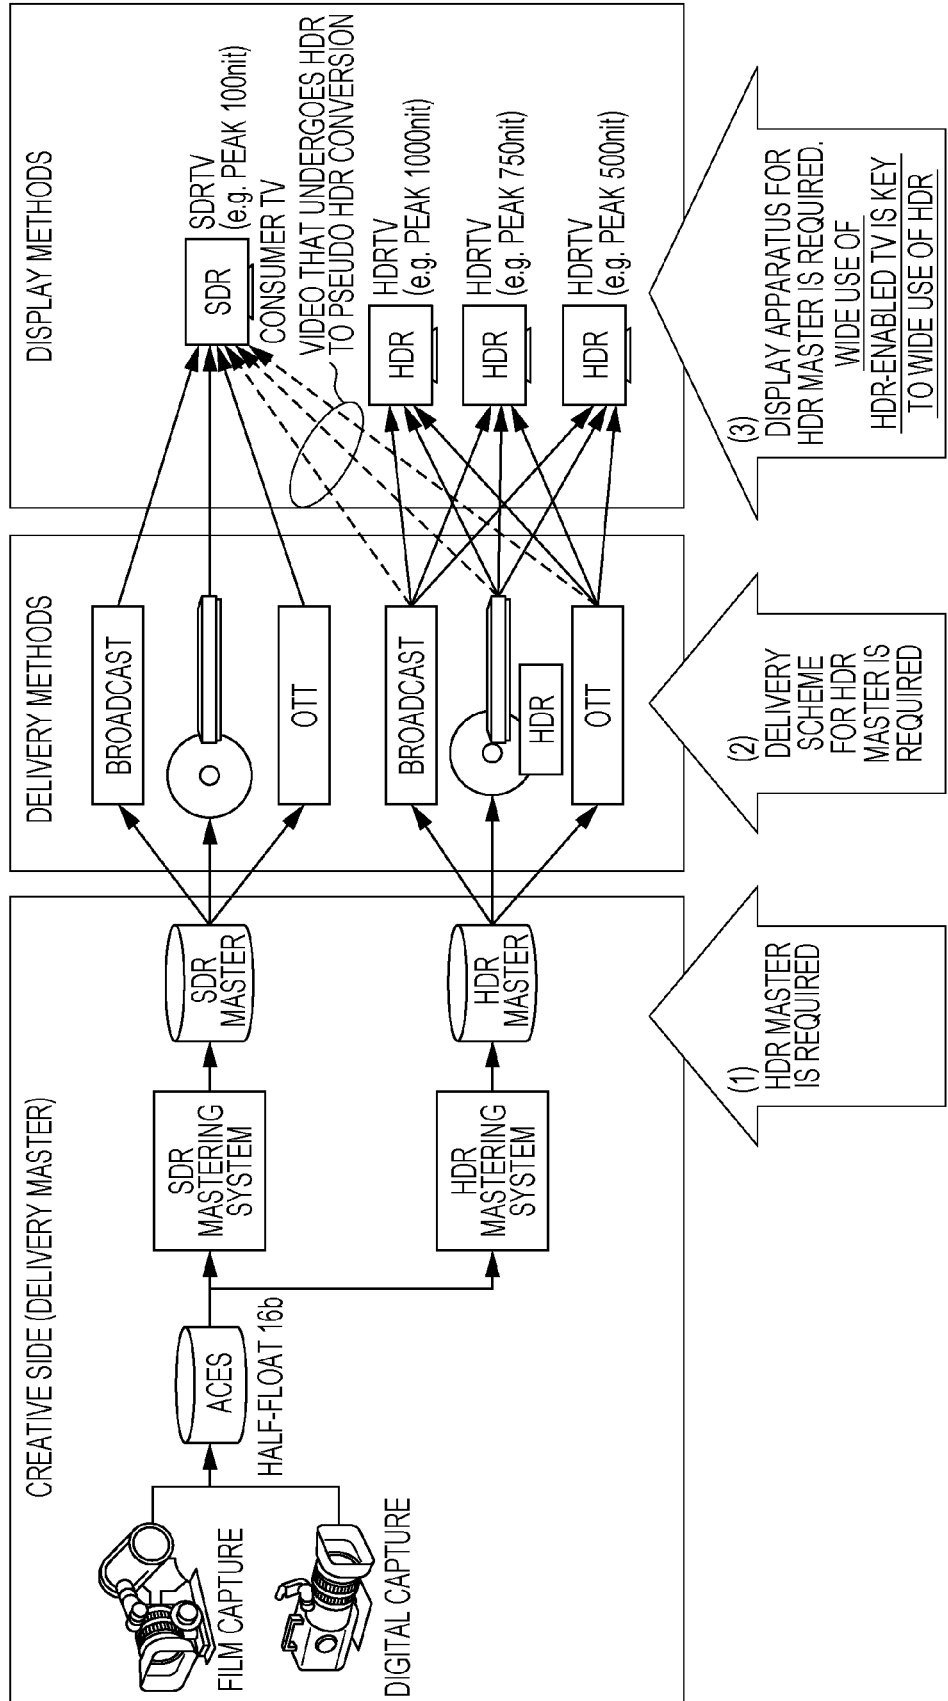 CREATIVE SIDE (DELIVERY MASTER)
FILM CAPTURE
DIGITAL CAPTURE
ACES
HALF-FLOAT 16b
SDR
MASTERING
SYSTEM
HDR
MASTERING
SYSTEM
SDR
MASTER
HDR
MASTER
DELIVERY METHODS
BROADCAST
OTT
BROADCAST
HDR
OTT
DISPLAY METHODS
SDR
SDRTV
(e.g. PEAK 100nit)
CONSUMER TV
VIDEO THAT UNDERGOES HDR
TO PSEUDO HDR CONVERSION
HDR
HDRTV
(e.g. PEAK 1000nit)
HDR
HDRTV
(e.g. PEAK 750nit)
HDR
HDRTV
(e.g. PEAK 500nit)
(1)
HDR MASTER
IS REQUIRED
(2)
DELIVERY
SCHEME
FOR HDR
MASTER IS
REQUIRED
(3)
DISPLAY APPARATUS FOR
HDR MASTER IS REQUIRED.
WIDE USE OF
HDR-ENABLED TV IS KEY
TO WIDE USE OF HDR